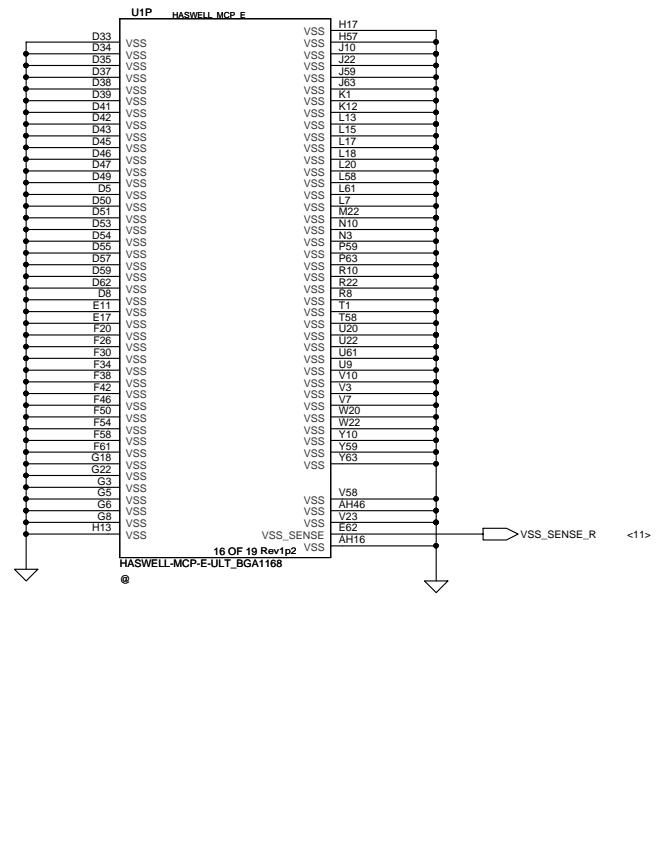 U1P HASWELL_MCP_E
D33 VSS
D34 VSS
D35 VSS
D37 VSS
D38 VSS
D39 VSS
D41 VSS
D42 VSS
D43 VSS
D45 VSS
D46 VSS
D47 VSS
D49 VSS
D5 VSS
D50 VSS
D51 VSS
D53 VSS
D54 VSS
D55 VSS
D57 VSS
D59 VSS
D62 VSS
D8 VSS
E11 VSS
E17 VSS
F20 VSS
F26 VSS
F30 VSS
F34 VSS
F38 VSS
F42 VSS
F46 VSS
F50 VSS
F54 VSS
F58 VSS
F61 VSS
G18 VSS
G22 VSS
G3 VSS
G5 VSS
G6 VSS
G8 VSS
H13 VSS
VSS H17
VSS H57
VSS J10
VSS J22
VSS J59
VSS J63
VSS K1
VSS K12
VSS L13
VSS L15
VSS L17
VSS L18
VSS L20
VSS L58
VSS L61
VSS L7
VSS M22
VSS N10
VSS N3
VSS P59
VSS P63
VSS R10
VSS R22
VSS R8
VSS T1
VSS T58
VSS U20
VSS U22
VSS U61
VSS U9
VSS V10
VSS V3
VSS V7
VSS W20
VSS W22
VSS Y10
VSS Y59
VSS Y63
VSS V58
VSS AH46
VSS V23
VSS_SENSE E62 VSS_SENSE_R <11>
VSS AH16
16 OF 19 Rev1p2
HASWELL-MCP-E-ULT_BGA1168
@